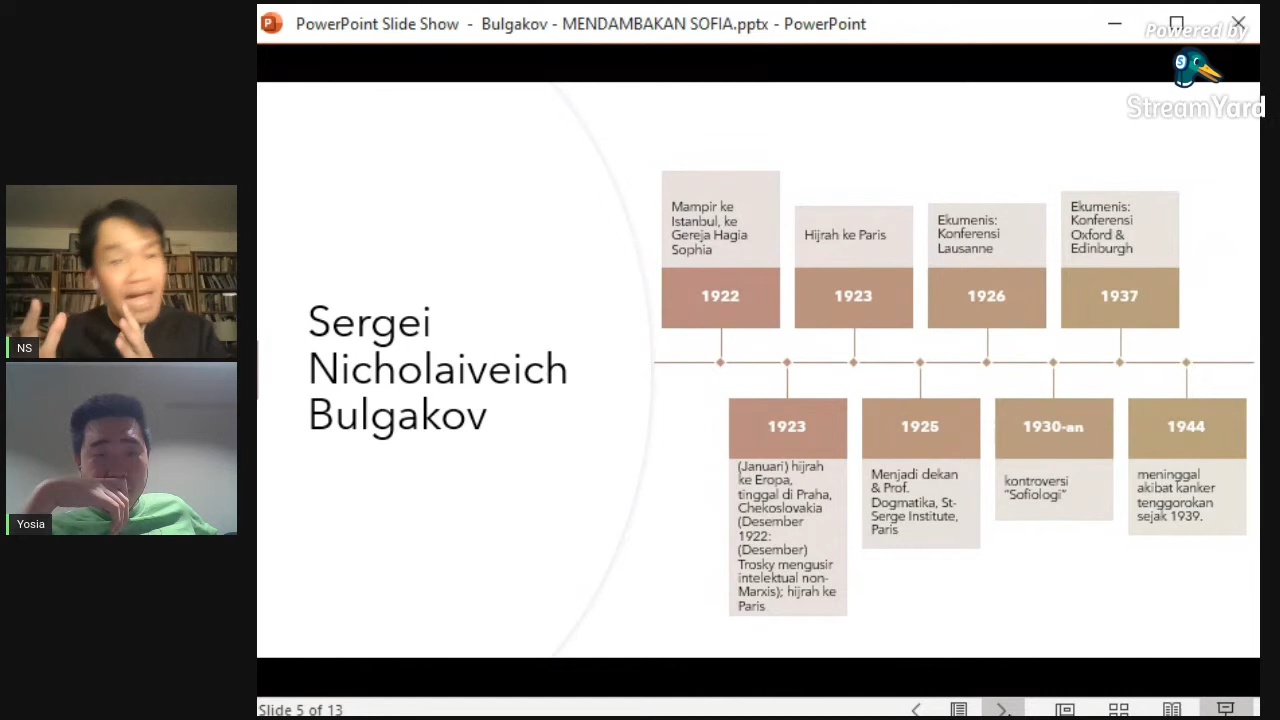 PowerPoint Slide Show - Bulgakov - MENDAMBAKAN SOFIA.pptx - PowerPoint
Powered by
StreamYard
NS
Yosia
Sergei
Nicholaiveich
Bulgakov
Mampir ke
Istanbul, ke
Gereja Hagia
Sophia
1922
Hijrah ke Paris
1923
Ekumenis:
Konferensi
Lausanne
1926
Ekumenis:
Konferensi
Oxford &
Edinburgh
1937
1923
(Januari) hijrah
ke Eropa,
tinggal di Praha,
Chekoslovakia
(Desember
1922:
(Desember)
Trosky mengusir
intelektual non-
Marxis); hijrah ke
Paris
1925
Menjadi dekan
& Prof.
Dogmatika, St-
Serge Institute,
Paris
1930-an
kontroversi
"Sofiologi"
1944
meninggal
akibat kanker
tenggorokan
sejak 1939.
Slide 5 of 13